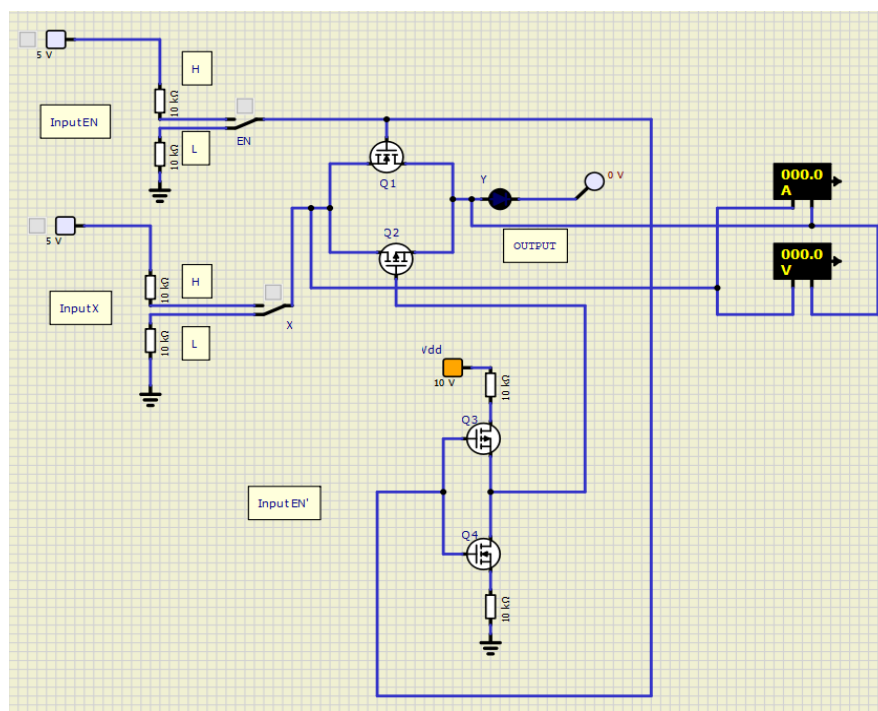 5 V
H
10 kΩ
InputEN
EN
10 kΩ
L
Q1
Y
0 V
000.0
A
5 V
Q2
OUTPUT
000.0
V
H
10 kΩ
InputX
X
10 kΩ
L
Vdd
10 V
10 kΩ
Q3
InputEN'
Q4
10 kΩ